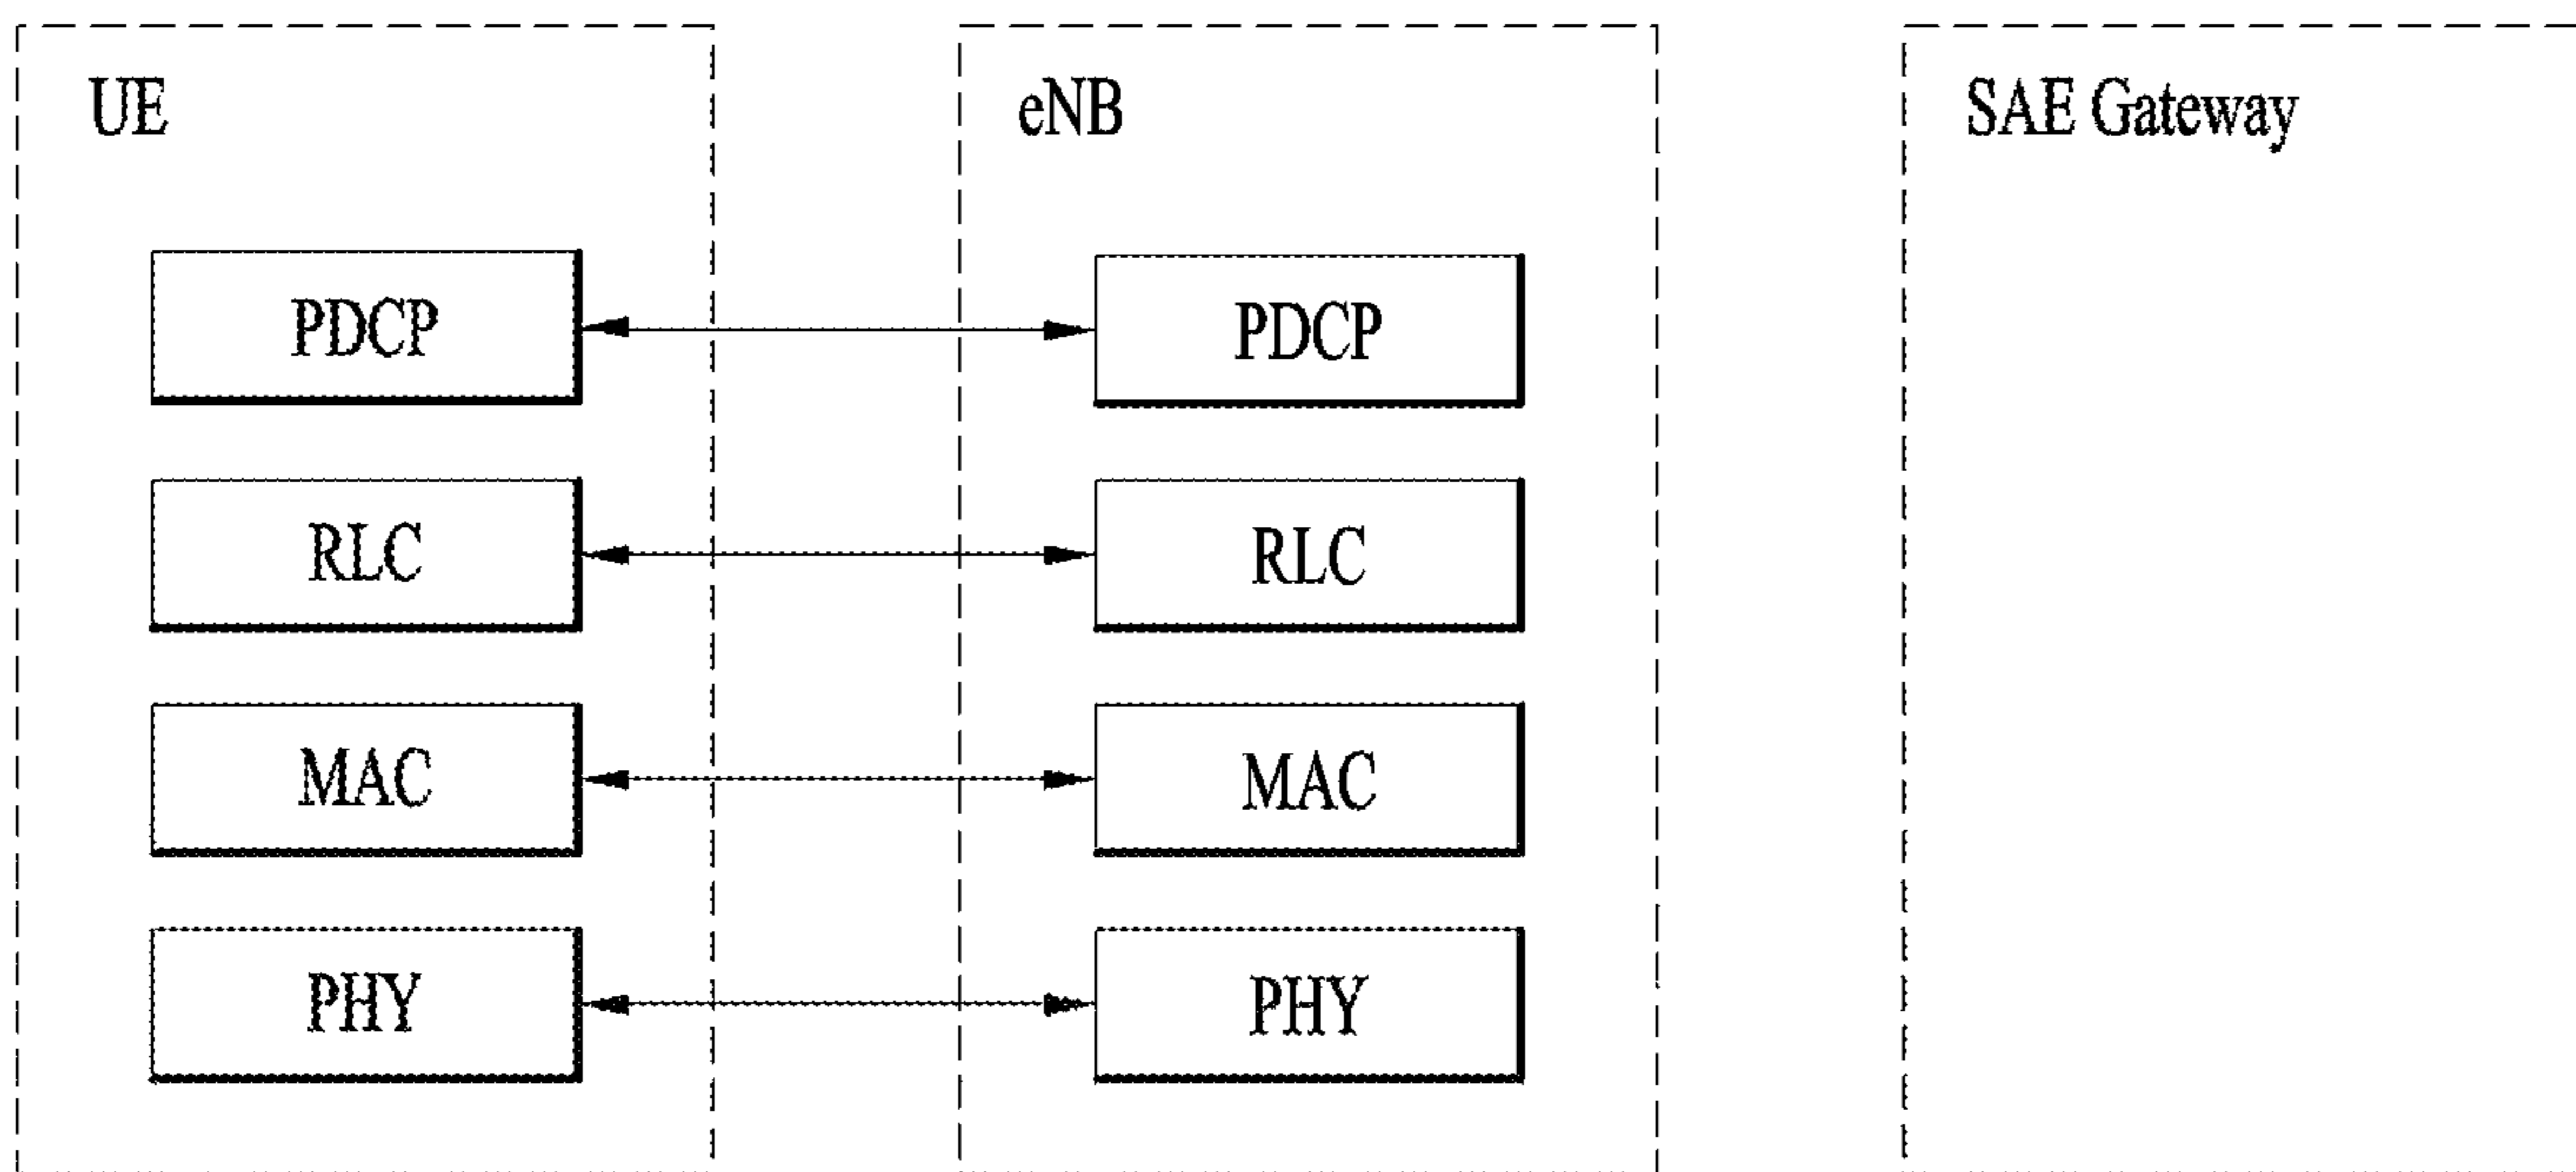 UE
eNB
SAE Gateway
PDCP
PDCP
RLC
RLC
MAC
MAC
PHY
PHY